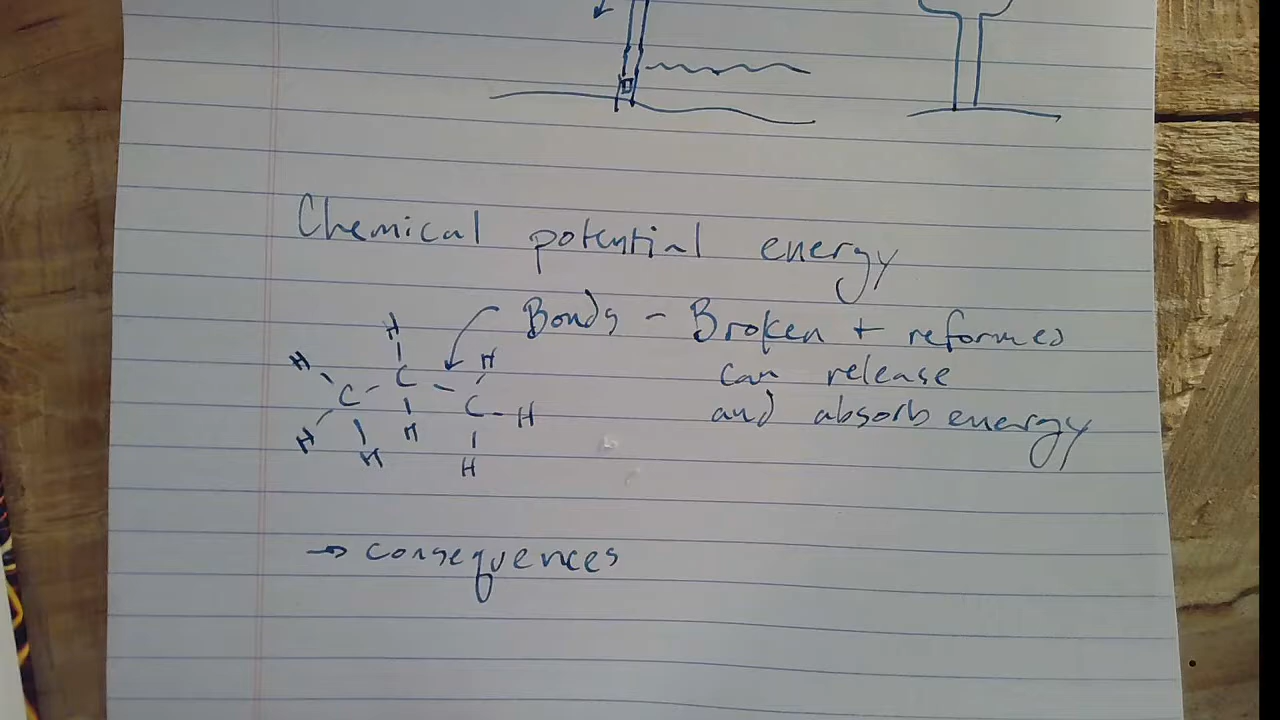 Chemical potential energy
Bonds - Broken + reformed
can release
and absorb energy
H
H
H
C
C
C - H
H
H
H
H
→ consequences